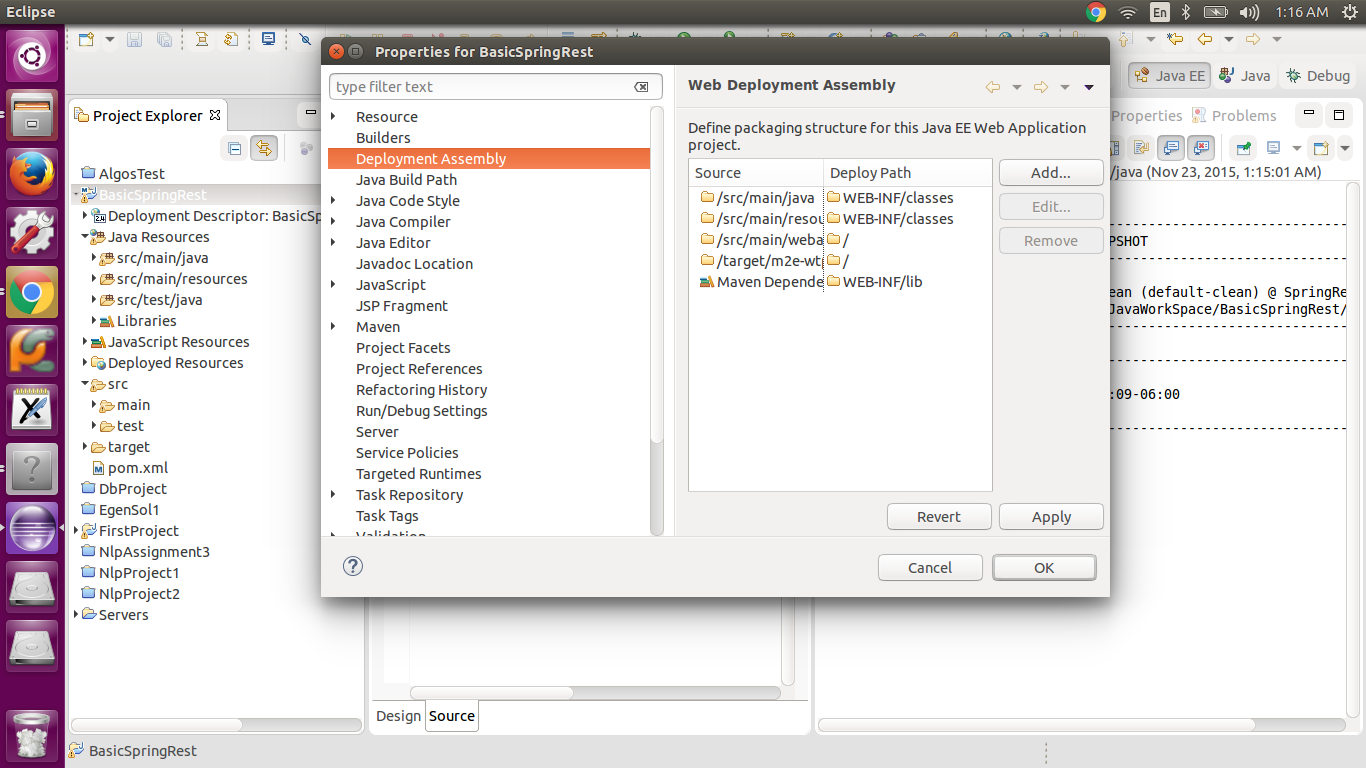 Eclipse
En
1:16 AM
Properties for BasicSpringRest
Java EE
Java
Debug
type filter text
Web Deployment Assembly
Project Explorer
Properties
Problems
Define packaging structure for this Java EE Web Application
project.
/java (Nov 23, 2015, 1:15:01 AM)
AlgosTest
BasicSpringRest
Deployment Descriptor: BasicSp
Java Resources
src/main/java
src/main/resources
src/test/java
Libraries
JavaScript Resources
Deployed Resources
src
main
test
target
pom.xml
DbProject
EgenSol1
FirstProject
NlpAssignment3
NlpProject1
NlpProject2
Servers
Resource
Builders
Deployment Assembly
Java Build Path
Java Code Style
Java Compiler
Java Editor
Javadoc Location
JavaScript
JSP Fragment
Maven
Project Facets
Project References
Refactoring History
Run/Debug Settings
Server
Service Policies
Targeted Runtimes
Task Repository
Task Tags
Validation
Source Deploy Path
/src/main/java WEB-INF/classes
/src/main/resou WEB-INF/classes
/src/main/weba /
/target/m2e-wt /
Maven Depende WEB-INF/lib
Add...
Edit...
Remove
Revert
Apply
Cancel
OK
PSHOT
ean (default-clean) @ SpringRe
JavaWorkSpace/BasicSpringRest/
:09-06:00
Design
Source
BasicSpringRest